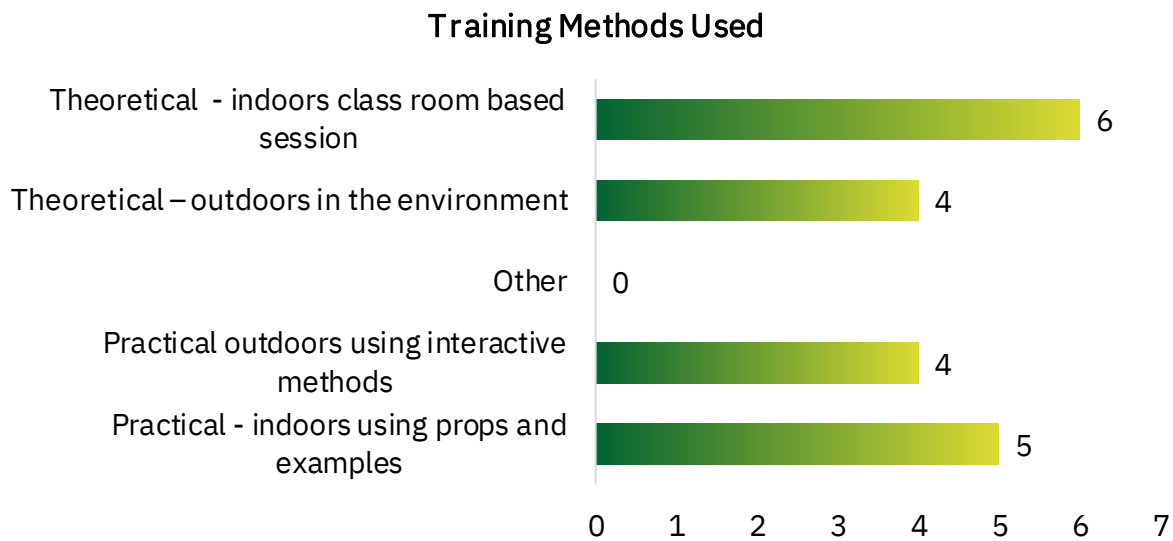 Training Methods Used
Theoretical - indoors class room based
session
6
Theoretical – outdoors in the environment
4
Other
0
Practical outdoors using interactive
methods
4
Practical - indoors using props and
examples
5
0 1 2 3 4 5 6 7